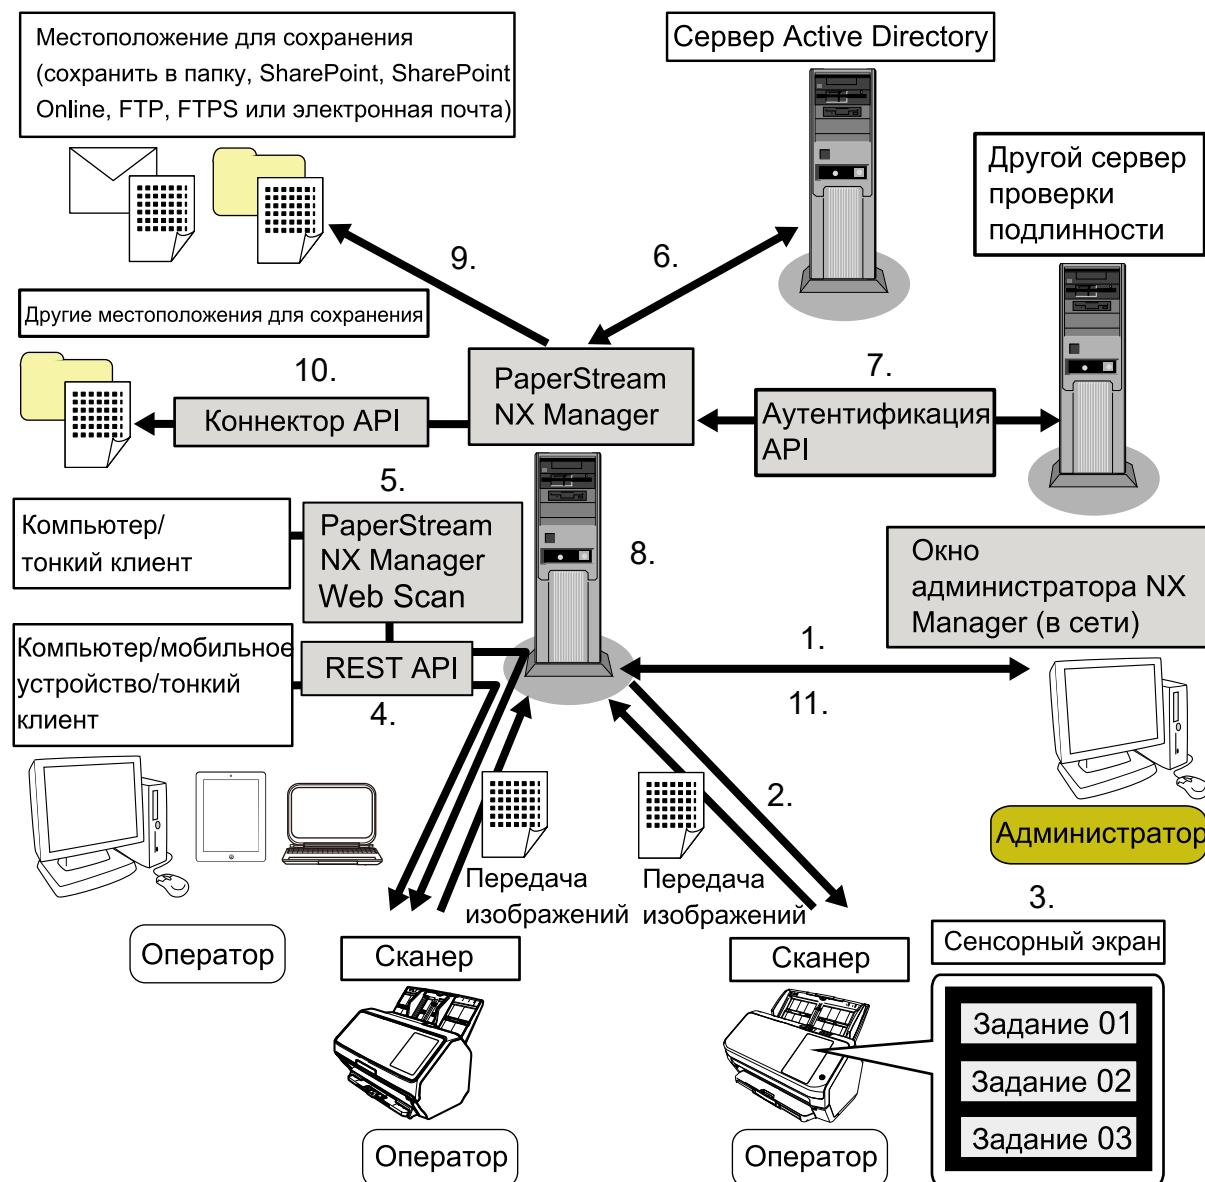 Местоположение для сохранения
(сохранить в папку, SharePoint, SharePoint
Online, FTP, FTPS или электронная почта)
Сервер Active Directory
Другой сервер
проверки
подлинности
9.
6.
Другие местоположения для сохранения
10.
Коннектор API
PaperStream
NX Manager
7.
Аутентификация
API
5.
Компьютер/
тонкий клиент
PaperStream
NX Manager
Web Scan
8.
Окно
администратора NX
Manager (в сети)
Компьютер/мобильное
устройство/тонкий
клиент
REST API
4.
1.
11.
2.
Администратор
Передача
изображений
Передача
изображений
3.
Оператор
Сканер
Сканер
Сенсорный экран
Задание 01
Задание 02
Задание 03
Оператор
Оператор